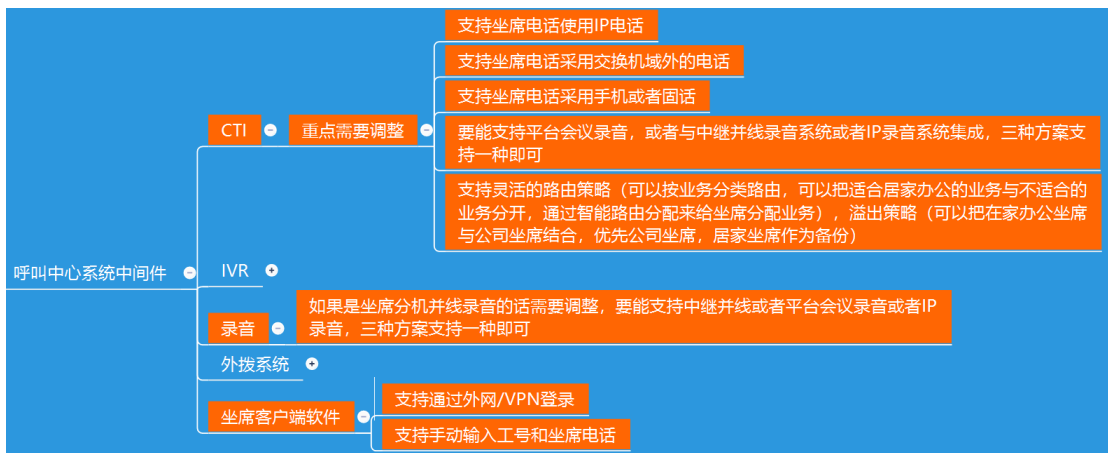 支持坐席电话使用IP电话
支持坐席电话采用交换机域外的电话
支持坐席电话采用手机或者固话
CTI
重点需要调整
要能支持平台会议录音，或者与中继并线录音系统或者IP录音系统集成，三种方案支
持一种即可
支持灵活的路由策略（可以按业务分类路由，可以把适合居家办公的业务与不适合的
业务分开，通过智能路由分配来给坐席分配业务），溢出策略（可以把在家办公坐席
与公司坐席结合，优先公司坐席，居家坐席作为备份）
呼叫中心系统中间件
IVR
录音
如果是坐席分机并线录音的话需要调整，要能支持中继并线或者平台会议录音或者IP
录音，三种方案支持一种即可
外拨系统
坐席客户端软件
支持通过外网/VPN登录
支持手动输入工号和坐席电话